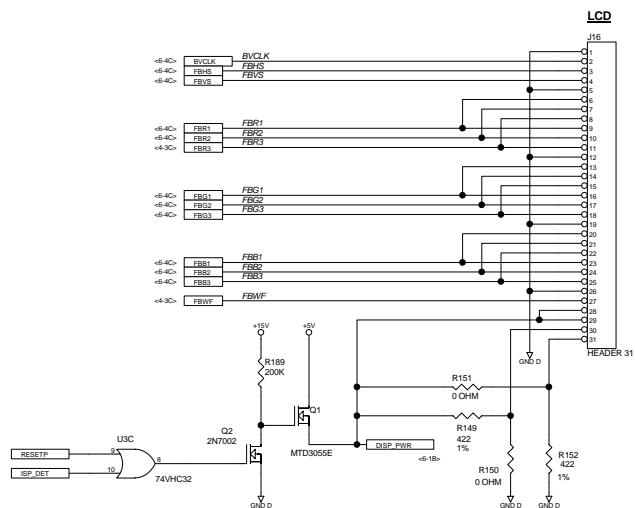 LCD
J16
<6-4C> BVCLK BVCLK 1
2
<6-4C> FBHS FBHS 3
<6-4C> FBVS FBVS 4
5
6
7
8
<6-4C> FBR1 FBR1 9
<6-4C> FBR2 FBR2 10
<4-3C> FBR3 FBR3 11
12
13
14
15
<6-4C> FBG1 FBG1 16
<6-4C> FBG2 FBG2 17
<6-4C> FBG3 FBG3 18
19
20
21
22
<6-4C> FBB1 FBB1 23
<6-4C> FBB2 FBB2 24
<6-4C> FBB3 FBB3 25
26
<4-3C> FBWF FBWF 27
28
29
30
31
HEADER 31
GND D
+15V
+5V
R189
200K
Q1
MTD3055E
Q2
2N7002
U3C
RESETP 9
ISP_DET 10
8
74VHC32
GND D
R151
0 OHM
R149
422
1%
DISP_PWR
<6-1B>
R150
0 OHM
R152
422
1%
GND D
GND D